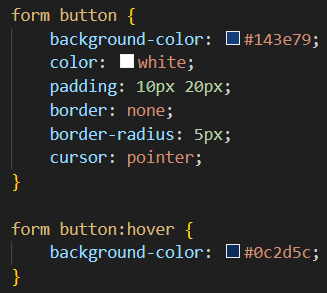 form button {
    background-color: #143e79;
    color: white;
    padding: 10px 20px;
    border: none;
    border-radius: 5px;
    cursor: pointer;
}

form button:hover {
    background-color: #0c2d5c;
}